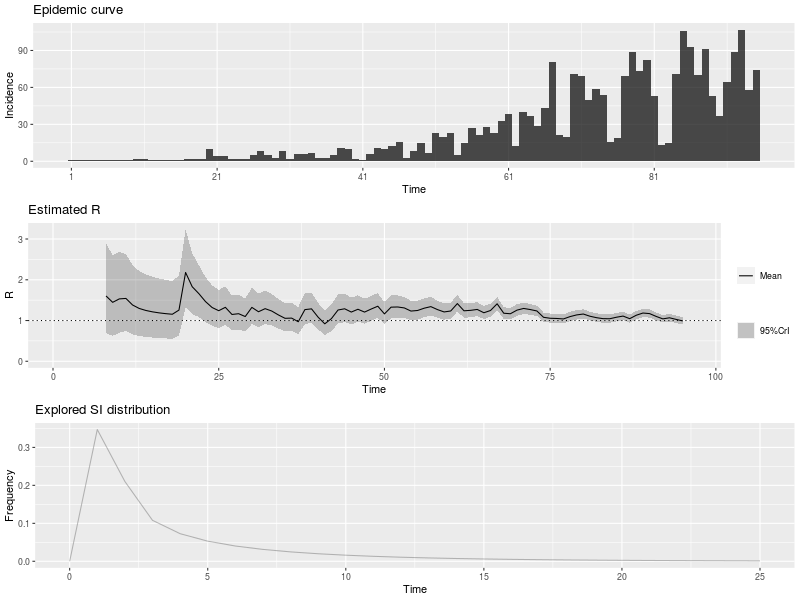 Epidemic curve
Incidence
90
60
30
0
1
21
41
61
81
Time
Estimated R
R
3
2
1
0
0
25
50
75
100
Time
Mean
95%CrI
Explored SI distribution
Frequency
0.3
0.2
0.1
0.0
0
5
10
15
20
25
Time